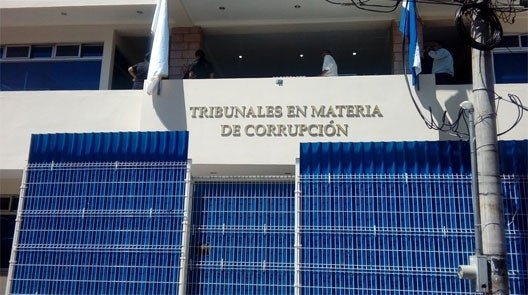 TRIBUNALES EN MATERIA
DE CORRUPCIÓN